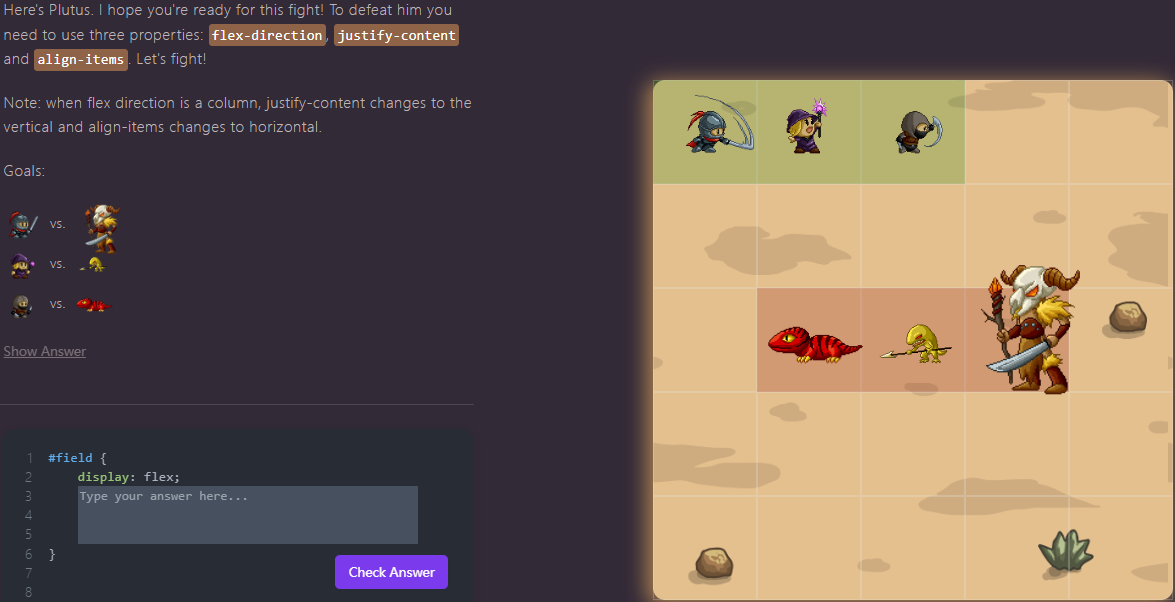 Here's Plutus. I hope you're ready for this fight! To defeat him you
need to use three properties: flex-direction, justify-content
and align-items. Let's fight!
Note: when flex direction is a column, justify-content changes to the
vertical and align-items changes to horizontal.
Goals:
vs.
vs.
vs.
Show Answer
1 #field {
2 display: flex;
3 Type your answer here...
4
5
6 }
7 Check Answer
8